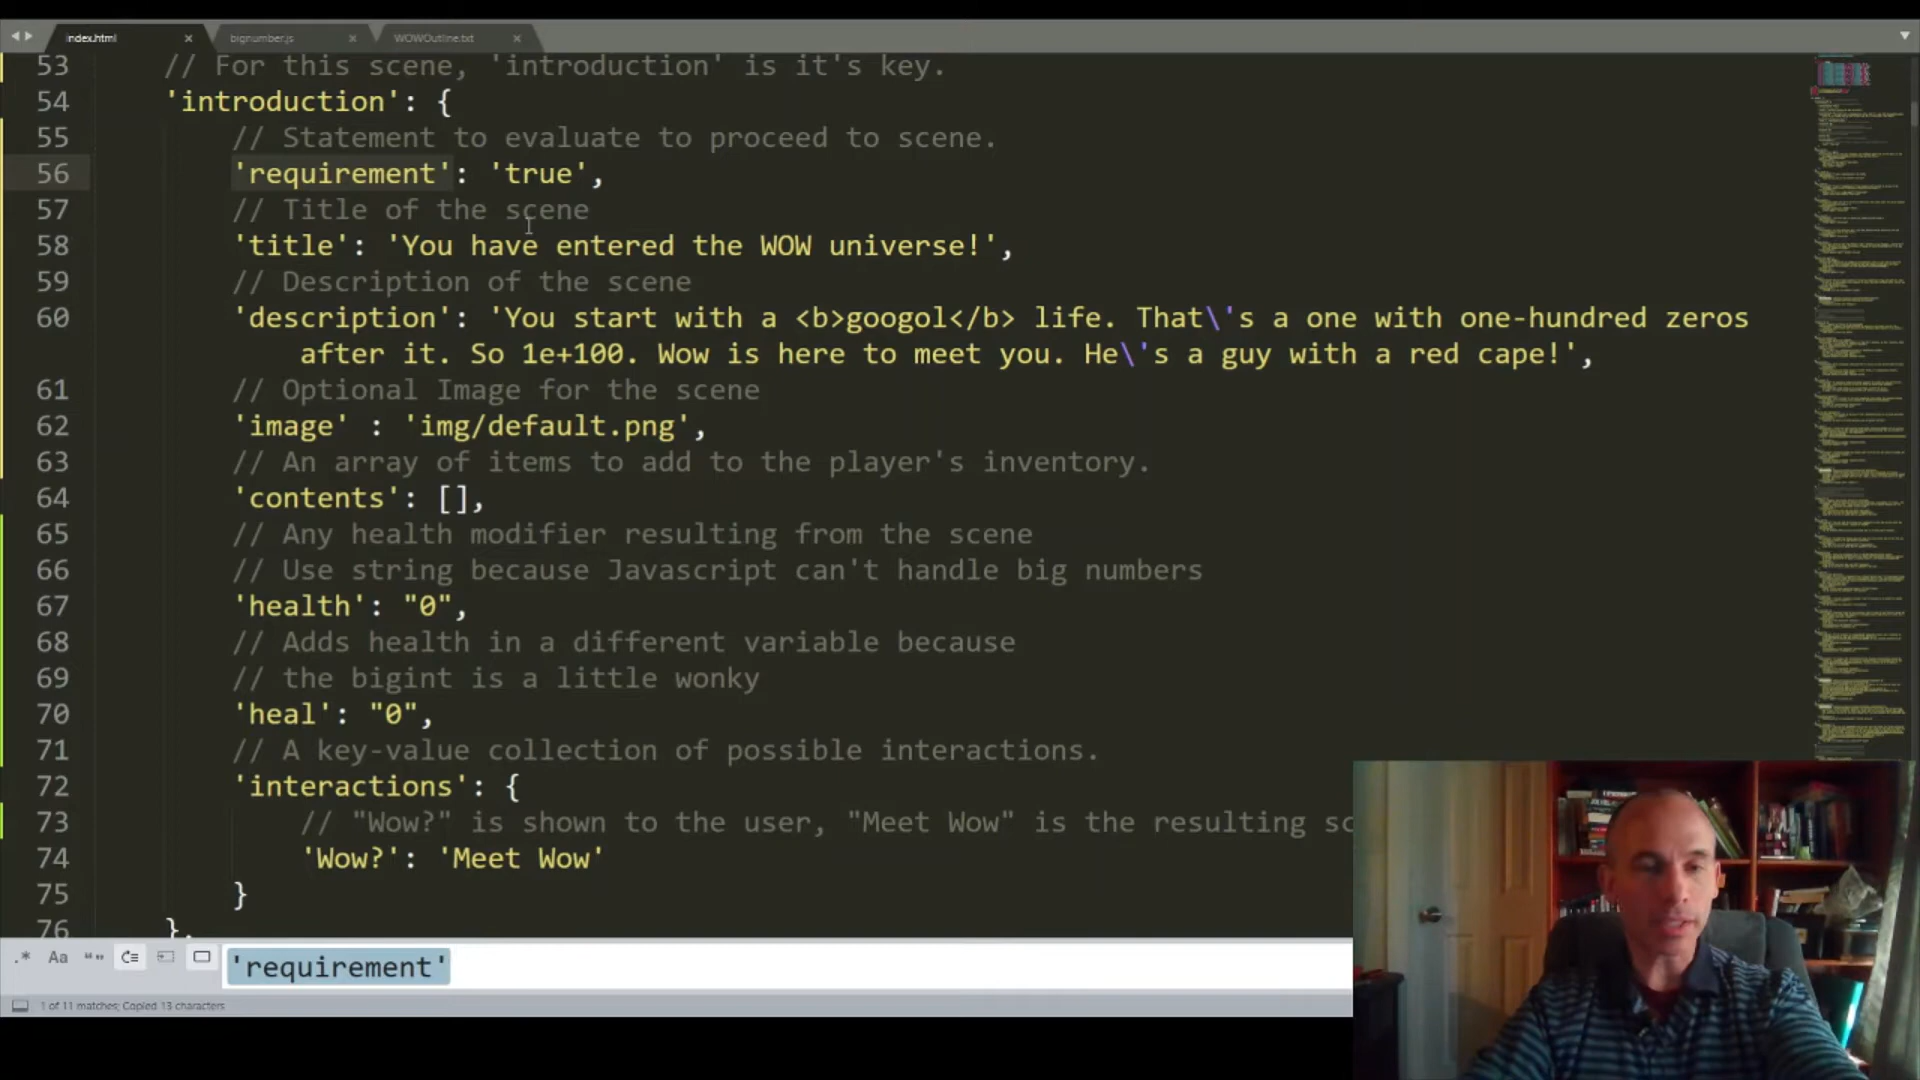 index.html × bignumber.js × WOWOutline.txt ×
53 // For this scene, 'introduction' is it's key.
54 'introduction': {
55 // Statement to evaluate to proceed to scene.
56 'requirement': 'true',
57 // Title of the scene
58 'title': 'You have entered the WOW universe!',
59 // Description of the scene
60 'description': 'You start with a <b>googol</b> life. That\'s a one with one-hundred zeros
after it. So 1e+100. Wow is here to meet you. He\'s a guy with a red cape!',
61 // Optional Image for the scene
62 'image' : 'img/default.png',
63 // An array of items to add to the player's inventory.
64 'contents': [],
65 // Any health modifier resulting from the scene
66 // Use string because Javascript can't handle big numbers
67 'health': "0",
68 // Adds health in a different variable because
69 // the bigint is a little wonky
70 'heal': "0",
71 // A key-value collection of possible interactions.
72 'interactions': {
73 // "Wow?" is shown to the user, "Meet Wow" is the resulting sc
74 'Wow?': 'Meet Wow'
75 }
76 },
.* Aa “” 'requirement'
1 of 11 matches; Copied 13 characters